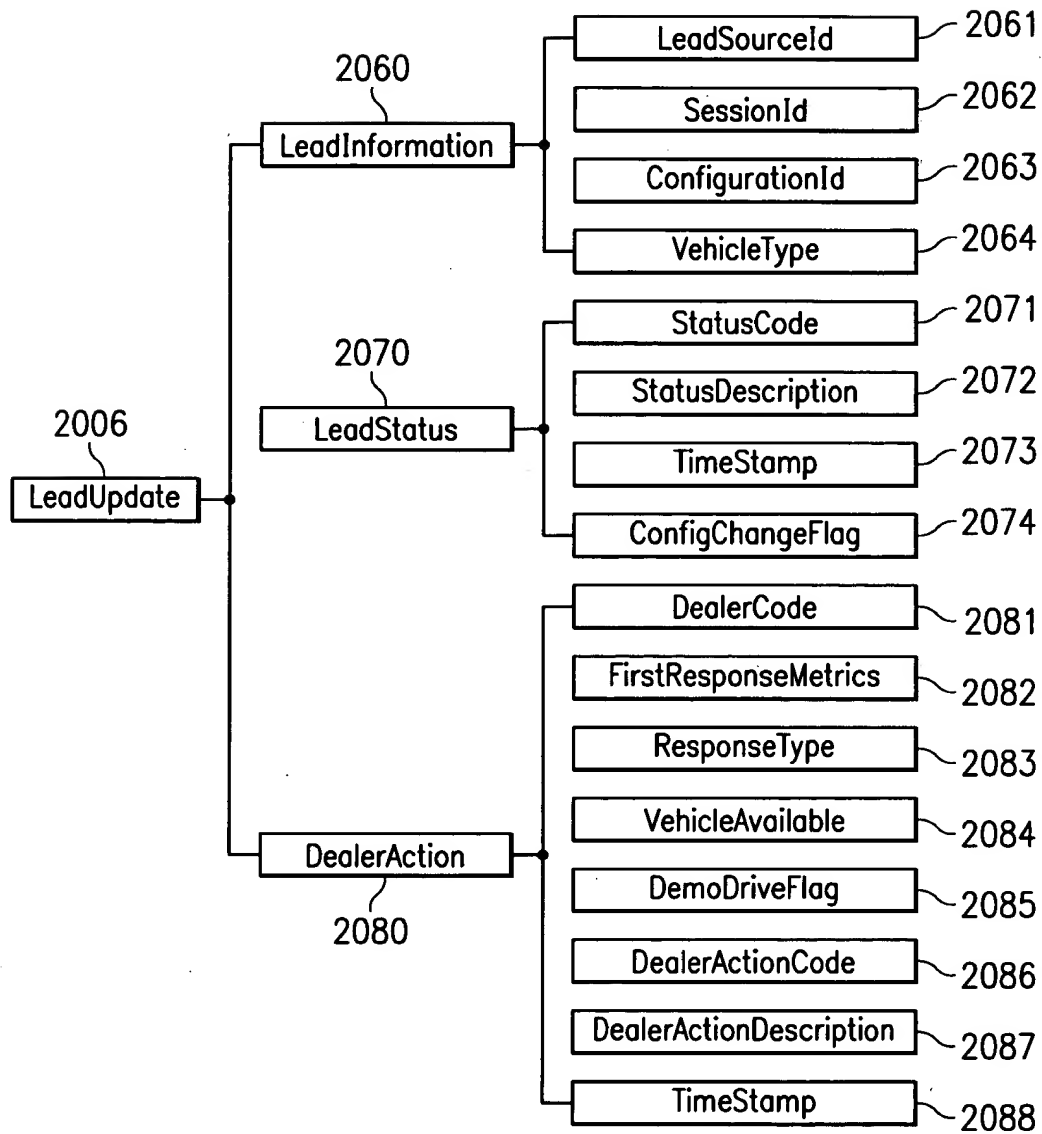 LeadSourceId 2061
2060
SessionId 2062
LeadInformation
ConfigurationId 2063
VehicleType 2064
StatusCode 2071
2070
StatusDescription 2072
LeadStatus
2006
TimeStamp 2073
LeadUpdate
ConfigChangeFlag 2074
DealerCode 2081
FirstResponseMetrics 2082
ResponseType 2083
VehicleAvailable 2084
DealerAction
DemoDriveFlag 2085
2080
DealerActionCode 2086
DealerActionDescription 2087
TimeStamp 2088